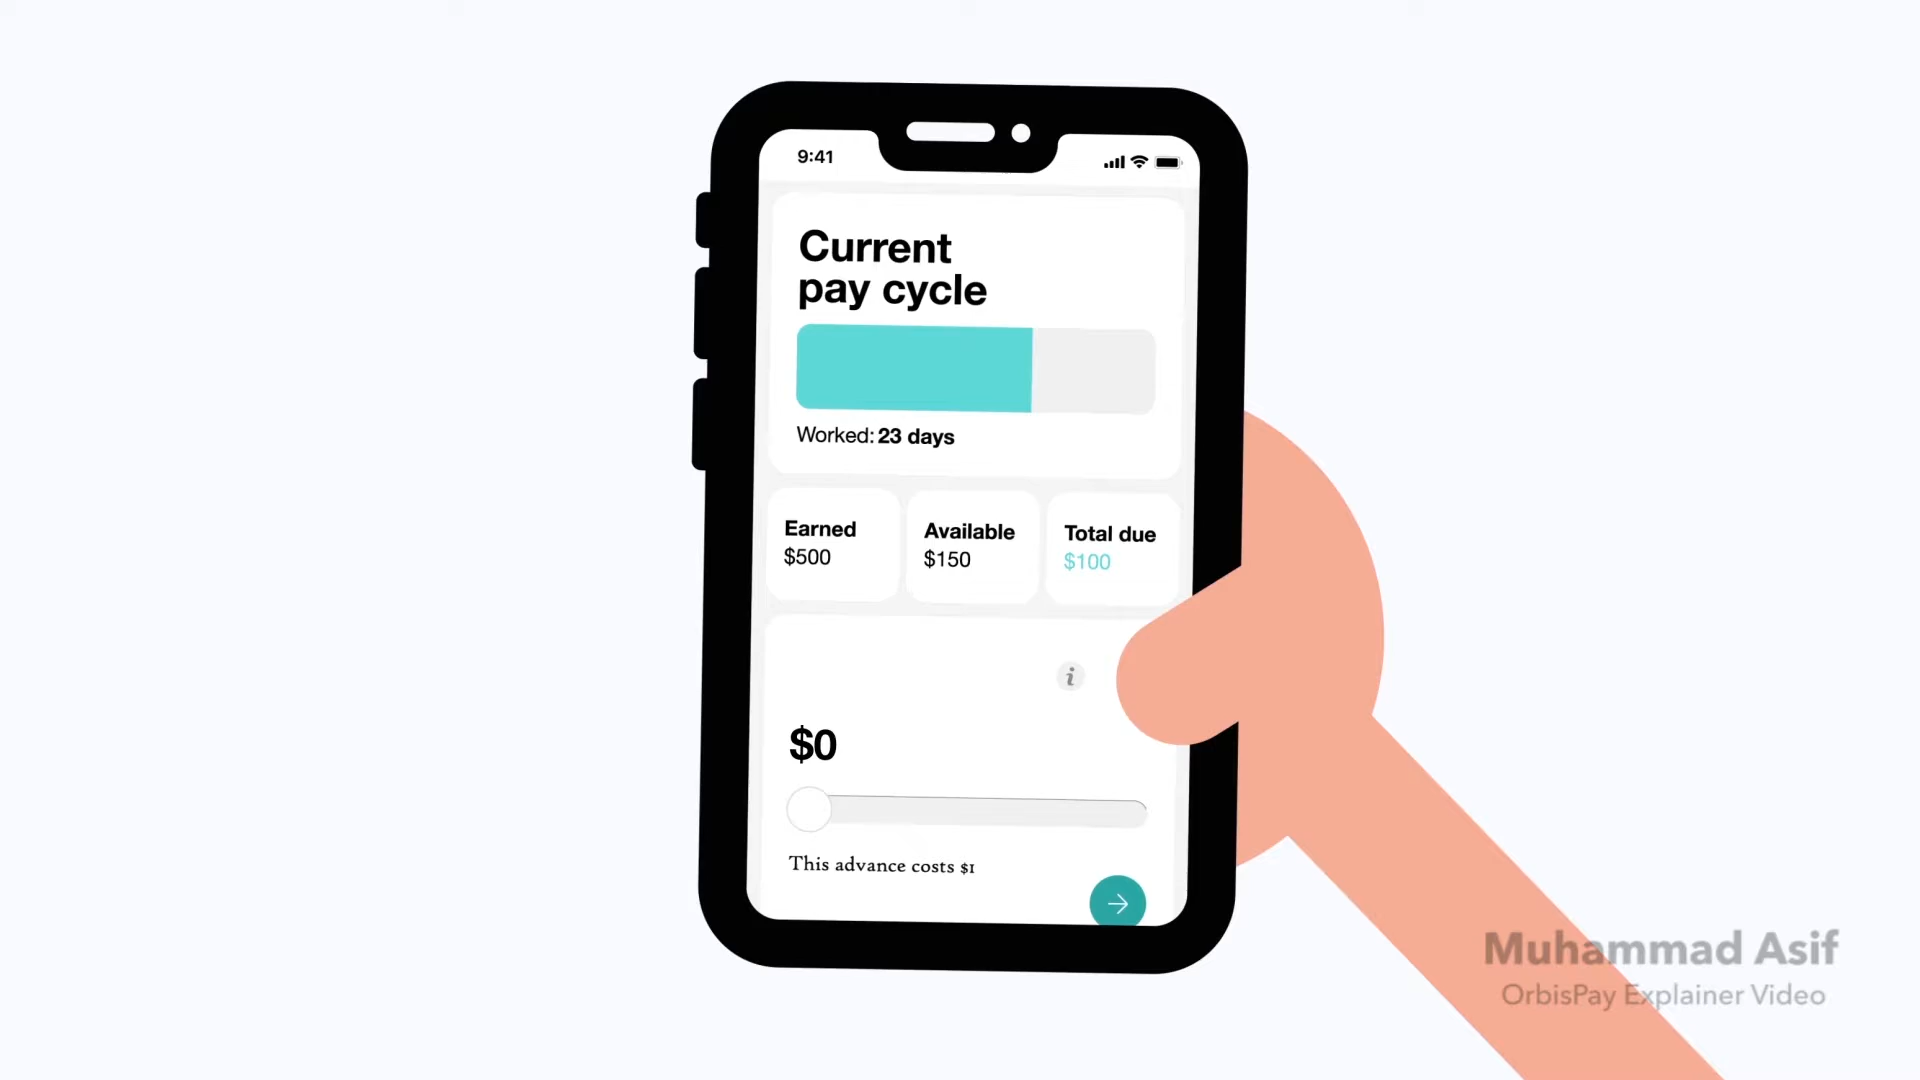 9:41
Current
pay cycle
Worked: 23 days
Earned
$500
Available
$150
Total due
$100
i
$0
This advance costs $1
Muhammad Asif
OrbisPay Explainer Video